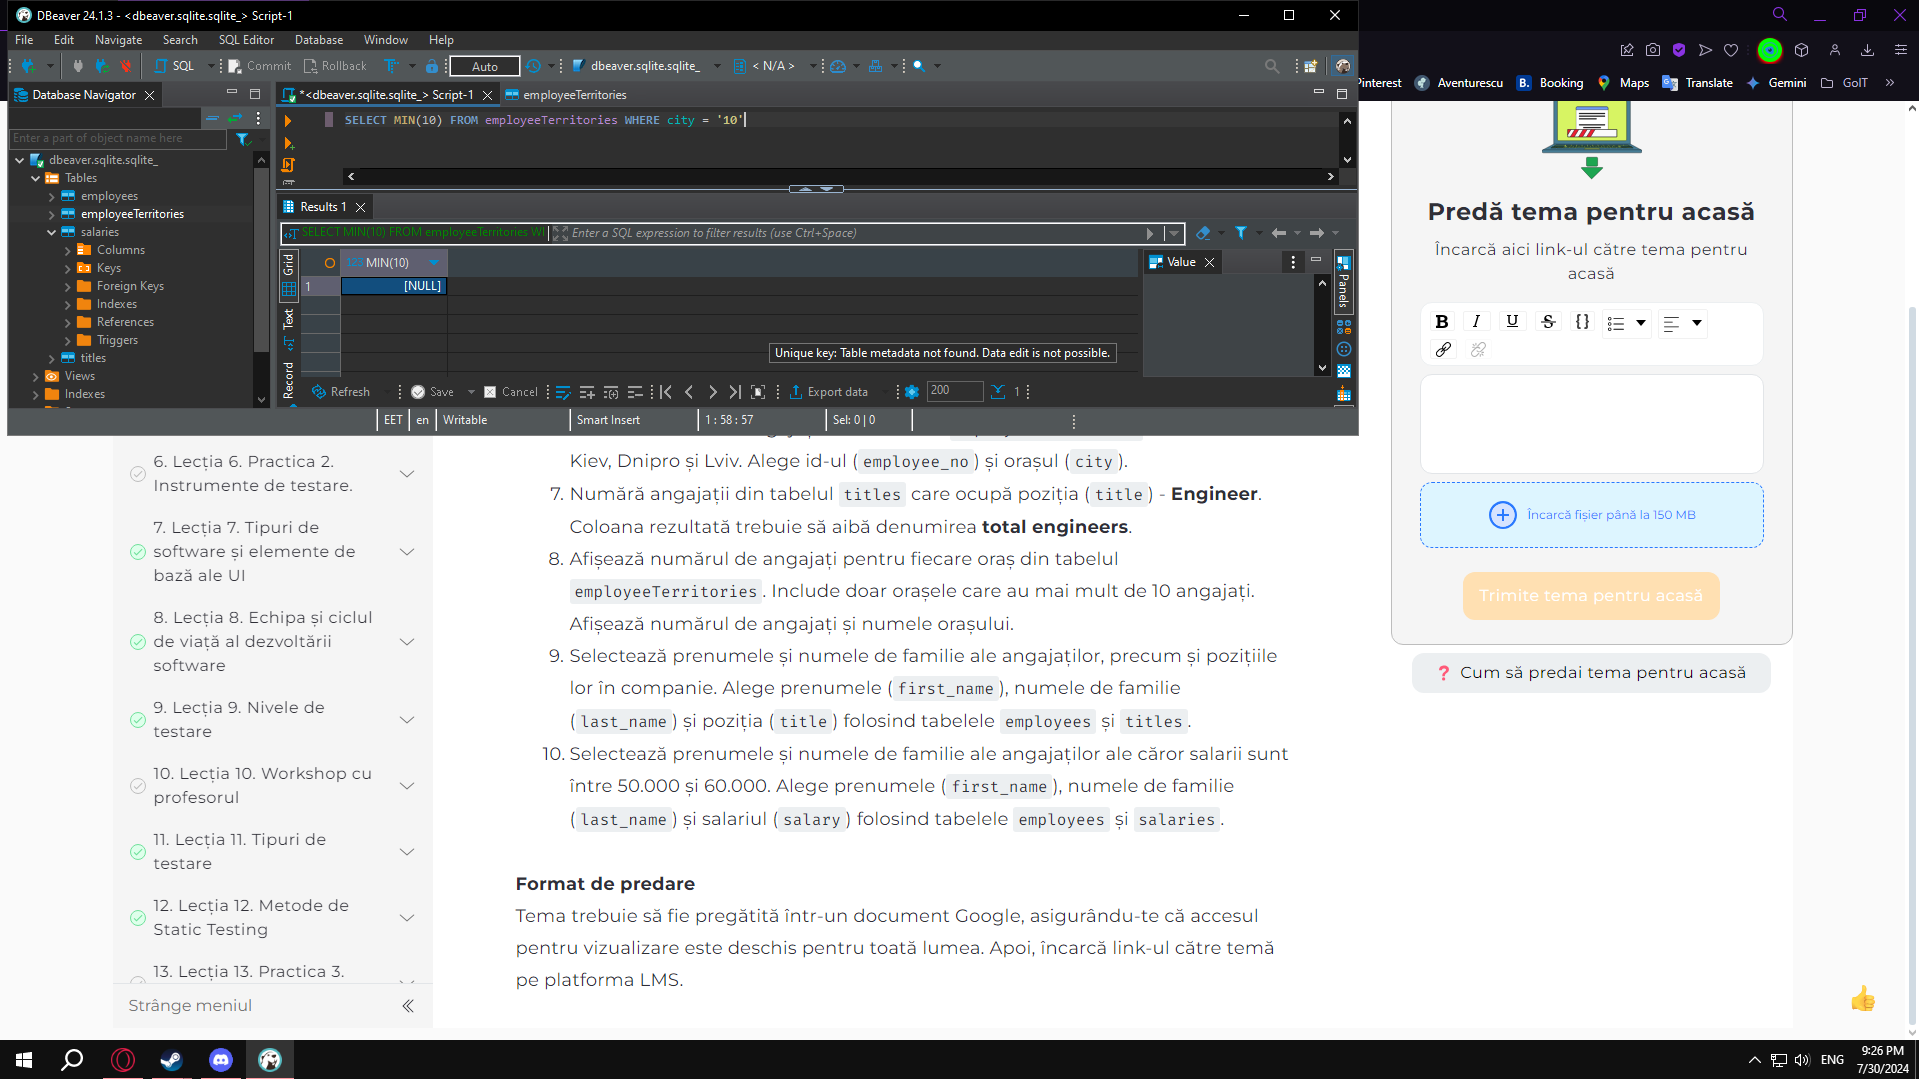 DBeaver 24.1.3 - <dbeaver.sqlite.sqlite_> Script-1
File Edit Navigate Search SQL Editor Database Window Help
SQL Commit Rollback Auto dbeaver.sqlite.sqlite_ < N/A >
Pinterest Aventurescu Booking Maps Translate Gemini GoIT »
Database Navigator
*<dbeaver.sqlite.sqlite_> Script-1
employeeTerritories
Enter a part of object name here
dbeaver.sqlite.sqlite_
Tables
employees
employeeTerritories
salaries
Columns
Keys
Foreign Keys
Indexes
References
Triggers
titles
Views
Indexes
SELECT MIN(10) FROM employeeTerritories WHERE city = '10'
Results 1
SELECT MIN(10) FROM employeeTerritories WI
Enter a SQL expression to filter results (use Ctrl+Space)
Grid
Text
Record
123 MIN(10)
1 [NULL]
Value
Panels
Unique key: Table metadata not found. Data edit is not possible.
Refresh Save Cancel Export data 200 1
EET en Writable Smart Insert 1 : 58 : 57 Sel: 0 | 0
6. Lecția 6. Practica 2.
Instrumente de testare.
7. Lecția 7. Tipuri de
software și elemente de
bază ale UI
8. Lecția 8. Echipa și ciclul
de viață al dezvoltării
software
9. Lecția 9. Nivele de
testare
10. Lecția 10. Workshop cu
profesorul
11. Lecția 11. Tipuri de
testare
12. Lecția 12. Metode de
Static Testing
13. Lecția 13. Practica 3.
Strânge meniul
Kiev, Dnipro și Lviv. Alege id-ul (employee_no) și orașul (city).
7. Numără angajații din tabelul titles care ocupă poziția (title) - Engineer.
Coloana rezultată trebuie să aibă denumirea total engineers.
8. Afișează numărul de angajați pentru fiecare oraș din tabelul
employeeTerritories. Include doar orașele care au mai mult de 10 angajați.
Afișează numărul de angajați și numele orașului.
9. Selectează prenumele și numele de familie ale angajaților, precum și pozițiile
lor în companie. Alege prenumele (first_name), numele de familie
(last_name) și poziția (title) folosind tabelele employees și titles.
10. Selectează prenumele și numele de familie ale angajaților ale căror salarii sunt
între 50.000 și 60.000. Alege prenumele (first_name), numele de familie
(last_name) și salariul (salary) folosind tabelele employees și salaries.
Format de predare
Tema trebuie să fie pregătită într-un document Google, asigurându-te că accesul
pentru vizualizare este deschis pentru toată lumea. Apoi, încarcă link-ul către temă
pe platforma LMS.
Predă tema pentru acasă
Încarcă aici link-ul către tema pentru
acasă
B I U S {}
Încarcă fișier până la 150 MB
Trimite tema pentru acasă
? Cum să predai tema pentru acasă
ENG
9:26 PM
7/30/2024